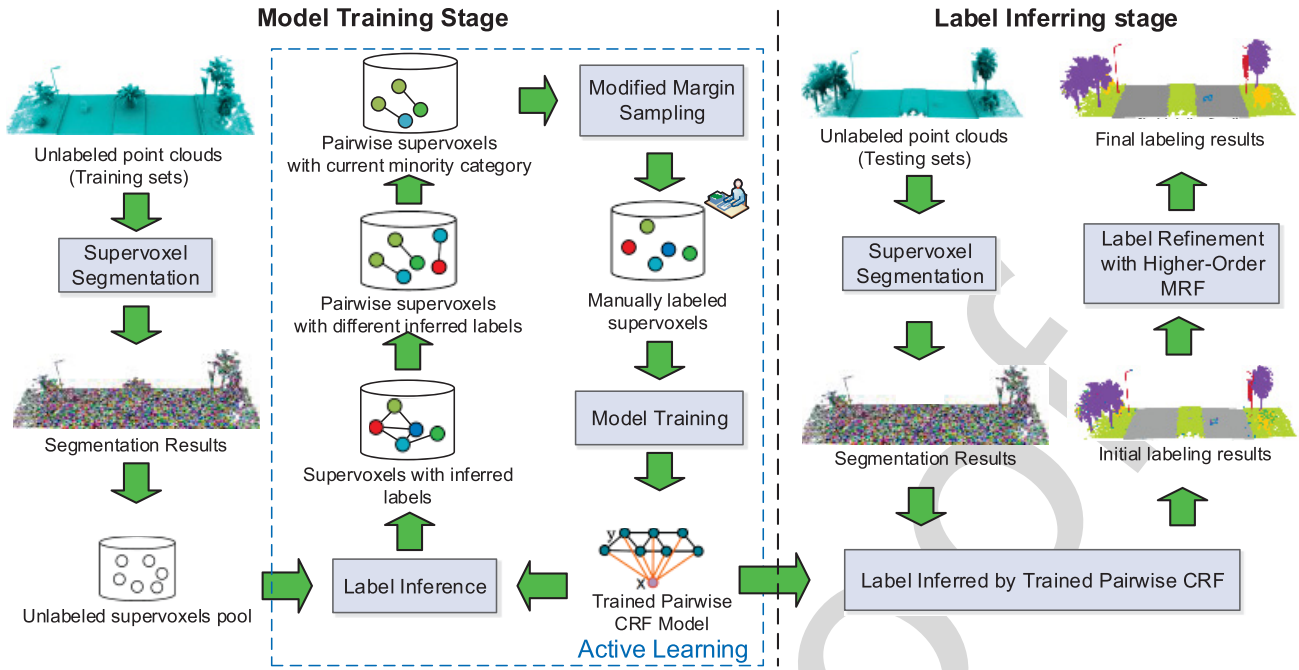 Model Training Stage
Unlabeled point clouds
(Training sets)
Supervoxel
Segmentation
Segmentation Results
Unlabeled supervoxels pool
Pairwise supervoxels
with current minority category
Pairwise supervoxels
with different inferred labels
Supervoxels with inferred
labels
Label Inference
Modified Margin
Sampling
Manually labeled
supervoxels
Model Training
y
x
Trained Pairwise
CRF Model
Active Learning
Label Inferring stage
Unlabeled point clouds
(Testing sets)
Supervoxel
Segmentation
Segmentation Results
Label Inferred by Trained Pairwise CRF
Initial labeling results
Label Refinement
with Higher-Order
MRF
Final labeling results